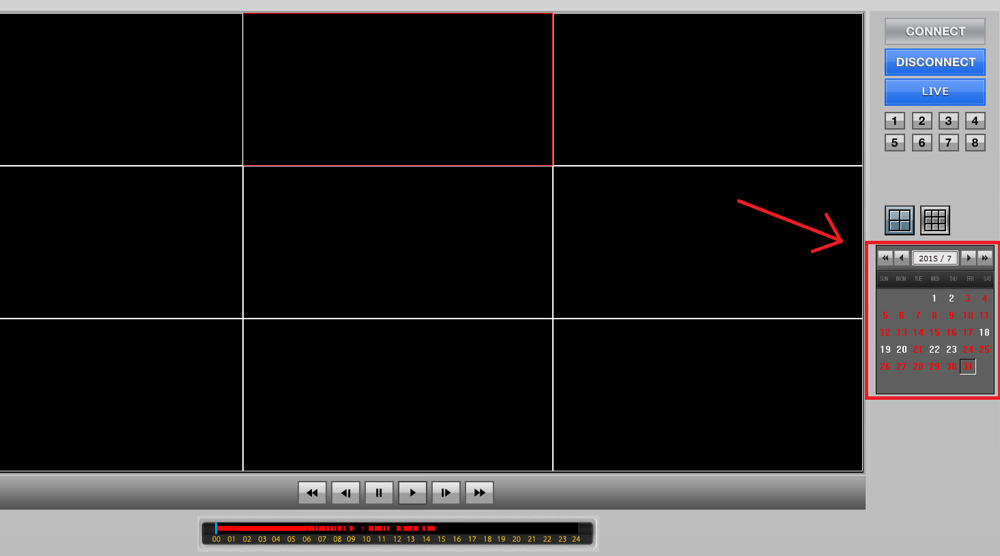 CONNECT
DISCONNECT
LIVE
1 2 3 4
5 6 7 8
2015 / 7
SUN MON TUE WED THU FRI SAT
1 2 3 4
5 6 7 8 9 10 11
12 13 14 15 16 17 18
19 20 21 22 23 24 25
26 27 28 29 30 31
00 01 02 03 04 05 06 07 08 09 10 11 12 13 14 15 16 17 18 19 20 21 22 23 24